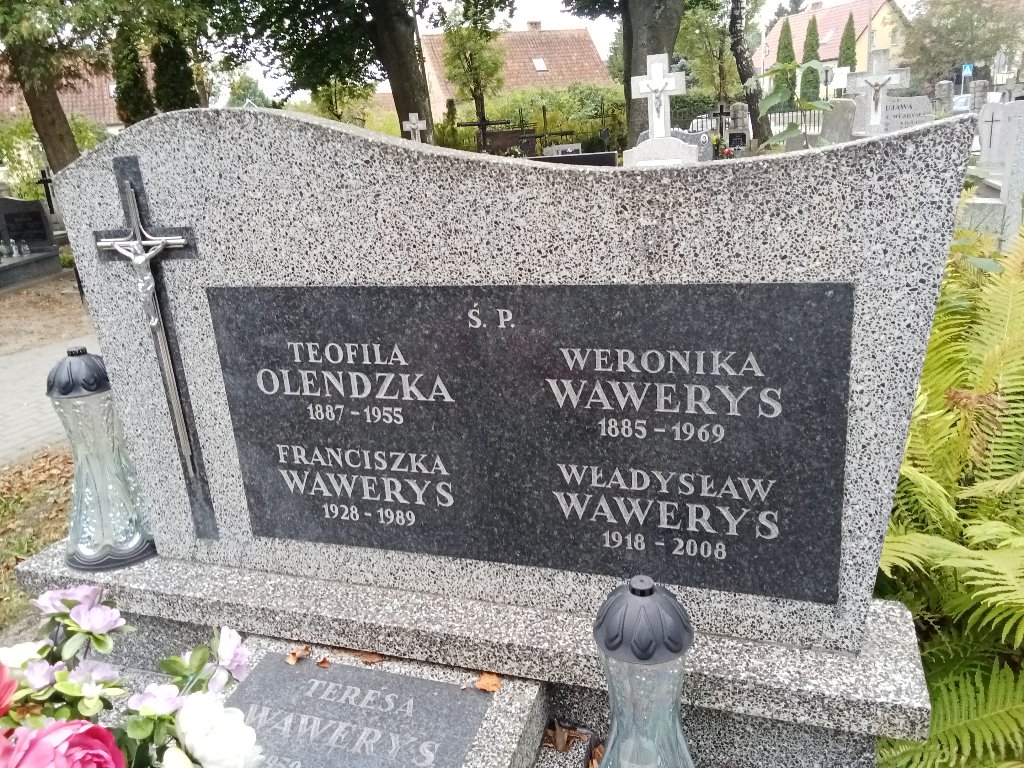 Ś. P.
TEOFILA
OLENDZKA
1887 - 1955
FRANCISZKA
WAWERYS
1928 - 1989
WERONIKA
WAWERYS
1885 - 1969
WŁADYSŁAW
WAWERYS
1918 - 2008
TERESA
WAWERYS